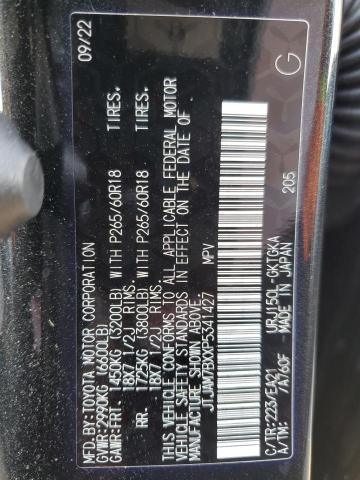 09/22
MFD.BY:TOYOTA MOTOR CORPORATION
GVWR:2990KG (6600LB)
GAWR:FRT. 1450KG (3200LB) WITH P265/60R18 TIRES.
18X7 1/2J RIMS.
RR. 1725KG (3800LB) WITH P265/60R18 TIRES.
18X7 1/2J RIMS.
THIS VEHICLE CONFORMS TO ALL APPLICABLE FEDERAL MOTOR
VEHICLE SAFETY STANDARDS IN EFFECT ON THE DATE OF
MANUFACTURE SHOWN ABOVE.
JTJAM7BXXP5341427 MPV
205
C/TR:223/EA21 URJ150L-GKTGKA
A/TM: /A760F MADE IN JAPAN
G